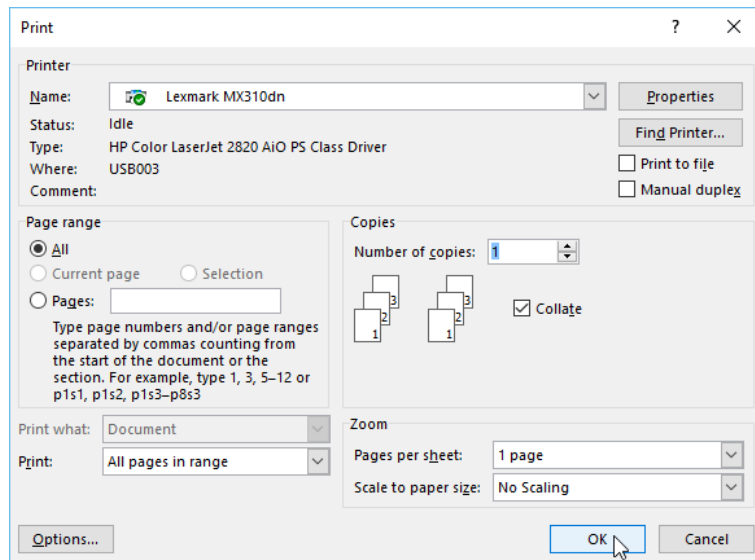 Print
Printer
Name: Lexmark MX310dn
Properties
Status: Idle
Find Printer...
Type: HP Color LaserJet 2820 AiO PS Class Driver
Where: USB003
Print to file
Comment:
Manual duplex
Page range
All
Current page Selection
Pages:
Type page numbers and/or page ranges
separated by commas counting from
the start of the document or the
section. For example, type 1, 3, 5–12 or
p1s1, p1s2, p1s3–p8s3
Copies
Number of copies: 1
3 3
2 2
1 1
Collate
Print what: Document
Print: All pages in range
Zoom
Pages per sheet: 1 page
Scale to paper size: No Scaling
Options...
OK
Cancel